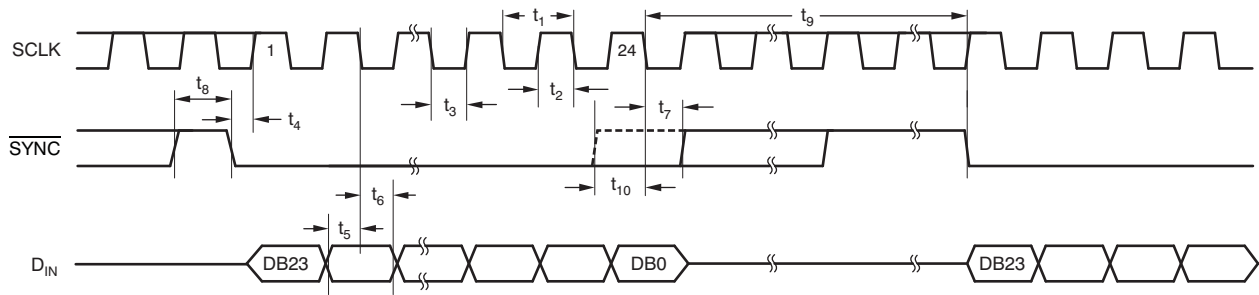 t1
t9
SCLK
1
24
t8
t4
t3
t2
t7
SYNC
t10
t6
t5
DIN
DB23
DB0
DB23